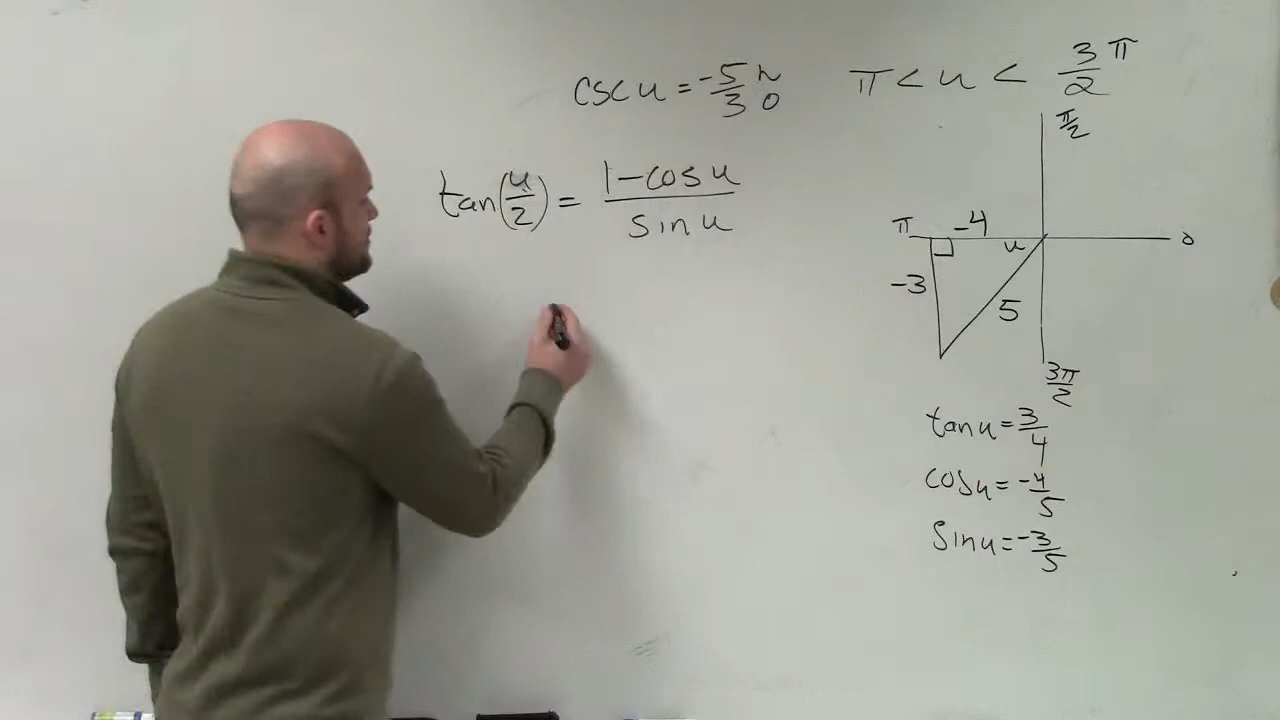 csc u = -5/3 h/o π < u < 3/2 π
π/2
tan(u/2) = 1-cos u / sin u
π -4 u 0
-3 5
3π/2
tan u = 3/4
cos u = -4/5
sin u = -3/5